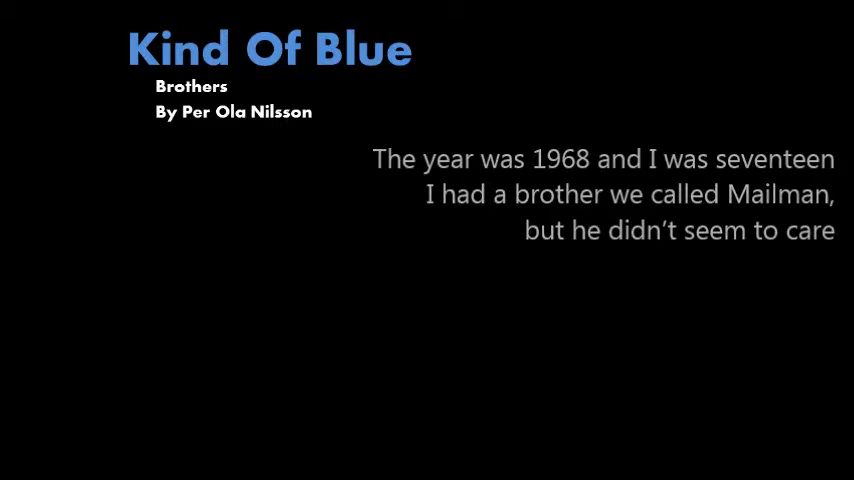 Kind Of Blue
Brothers
By Per Ola Nilsson
The year was 1968 and I was seventeen
I had a brother we called Mailman,
but he didn’t seem to care